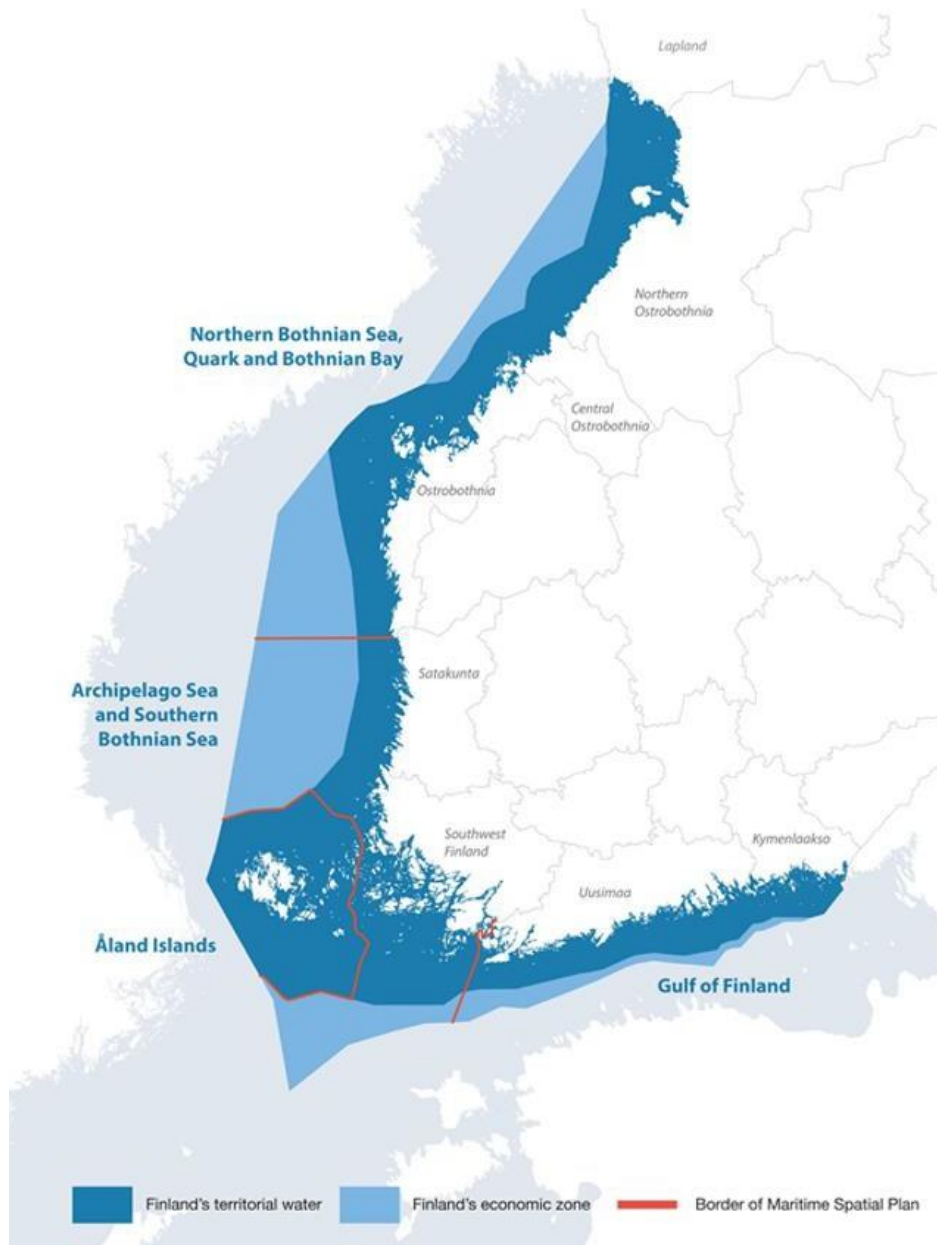 Lapland
Northern
Ostrobothnia
Northern Bothnian Sea,
Quark and Bothnian Bay
Central
Ostrobothnia
Ostrobothnia
Satakunta
Archipelago Sea
and Southern
Bothnian Sea
Southwest
Finland
Kymenlaakso
Uusimaa
Åland Islands
Gulf of Finland
Finland's territorial water
Finland's economic zone
Border of Maritime Spatial Plan